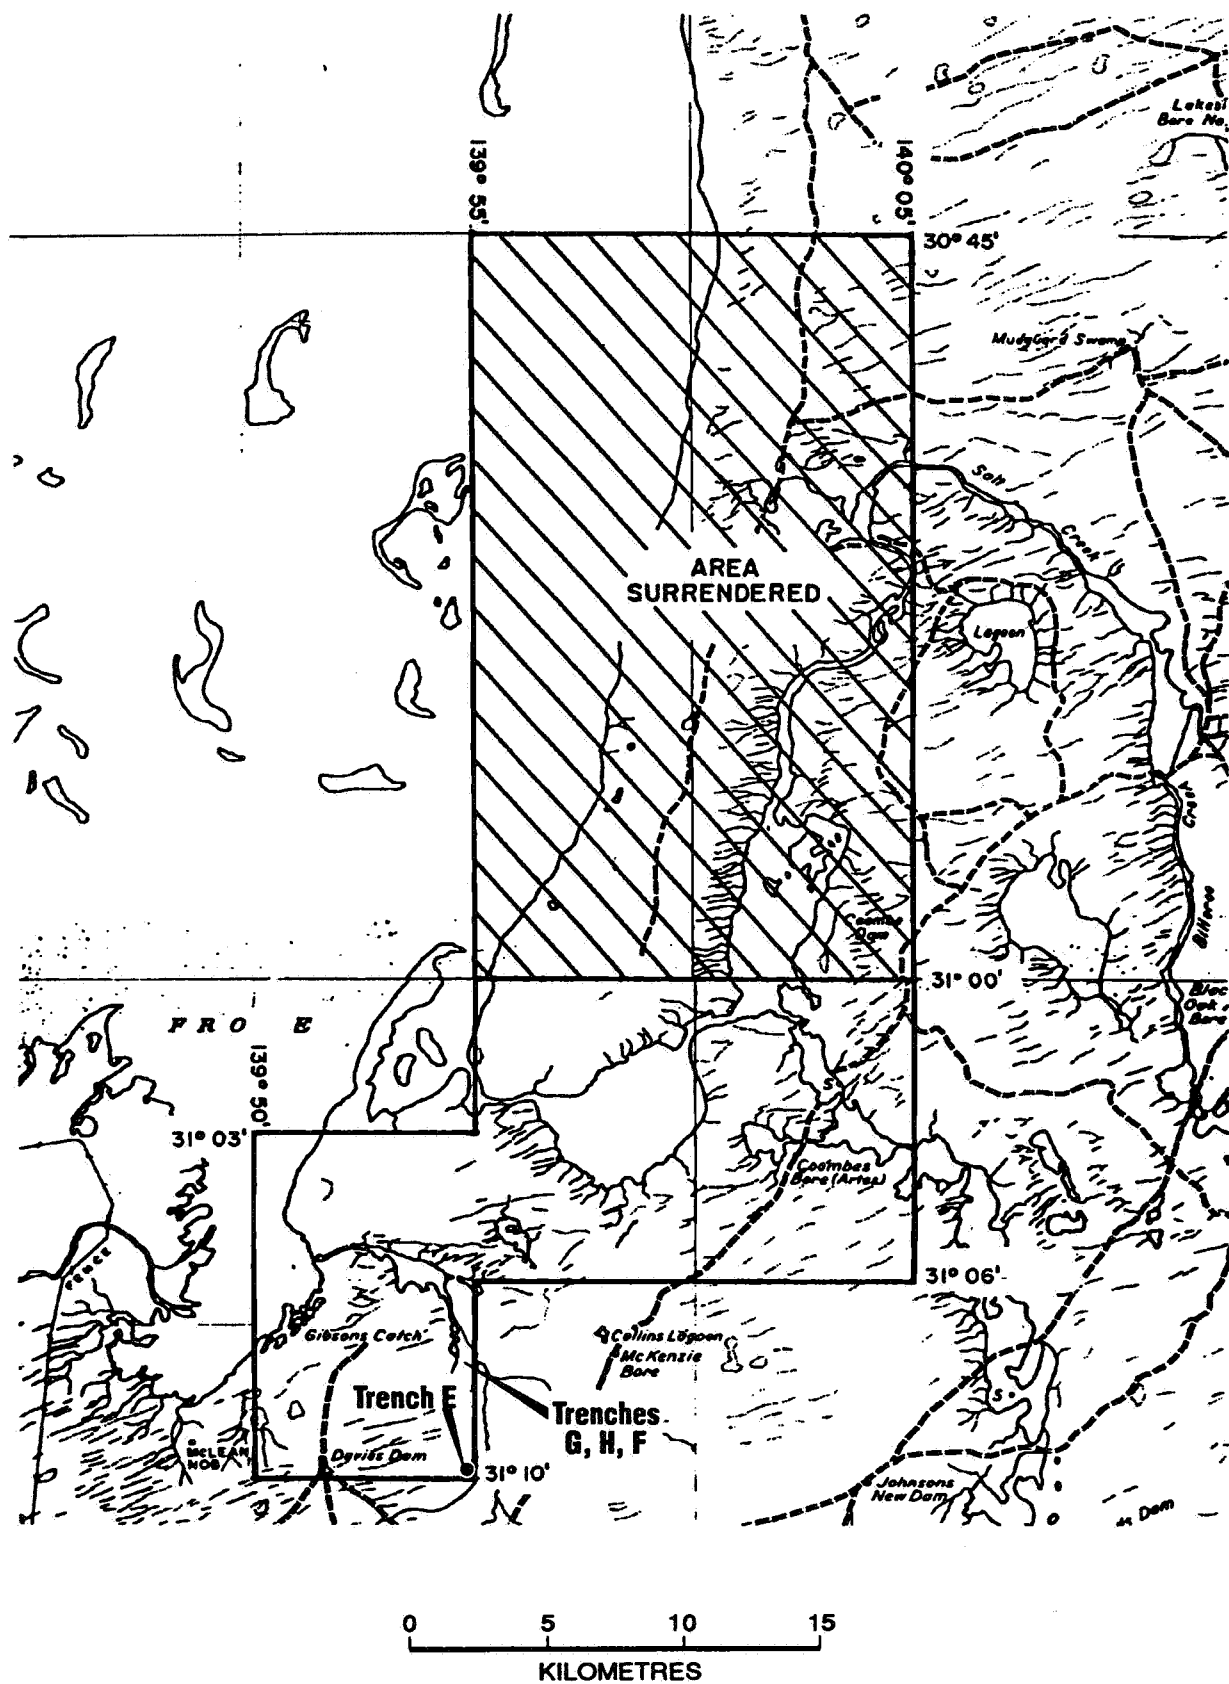 Bore No.
139° 55'
140° 05'
30° 45'
Mudguard Swamp
Salt
Creek
AREA
SURRENDERED
Lagoon
Creek
Billeroo
Coombe
Dam
31° 00'
Oak
Bore
FRO E
139° 50'
31° 03'
S
Coombes
Bore (Artes)
FENCE
31° 06'
Gibsons Catch
Collins Lagoon
McKenzie
Bore
Trench E
Trenches
G, H, F
S
McLEAN
NOB
Davies Dam
31° 10'
Johnsons
New Dam
Dam
0 5 10 15
KILOMETRES